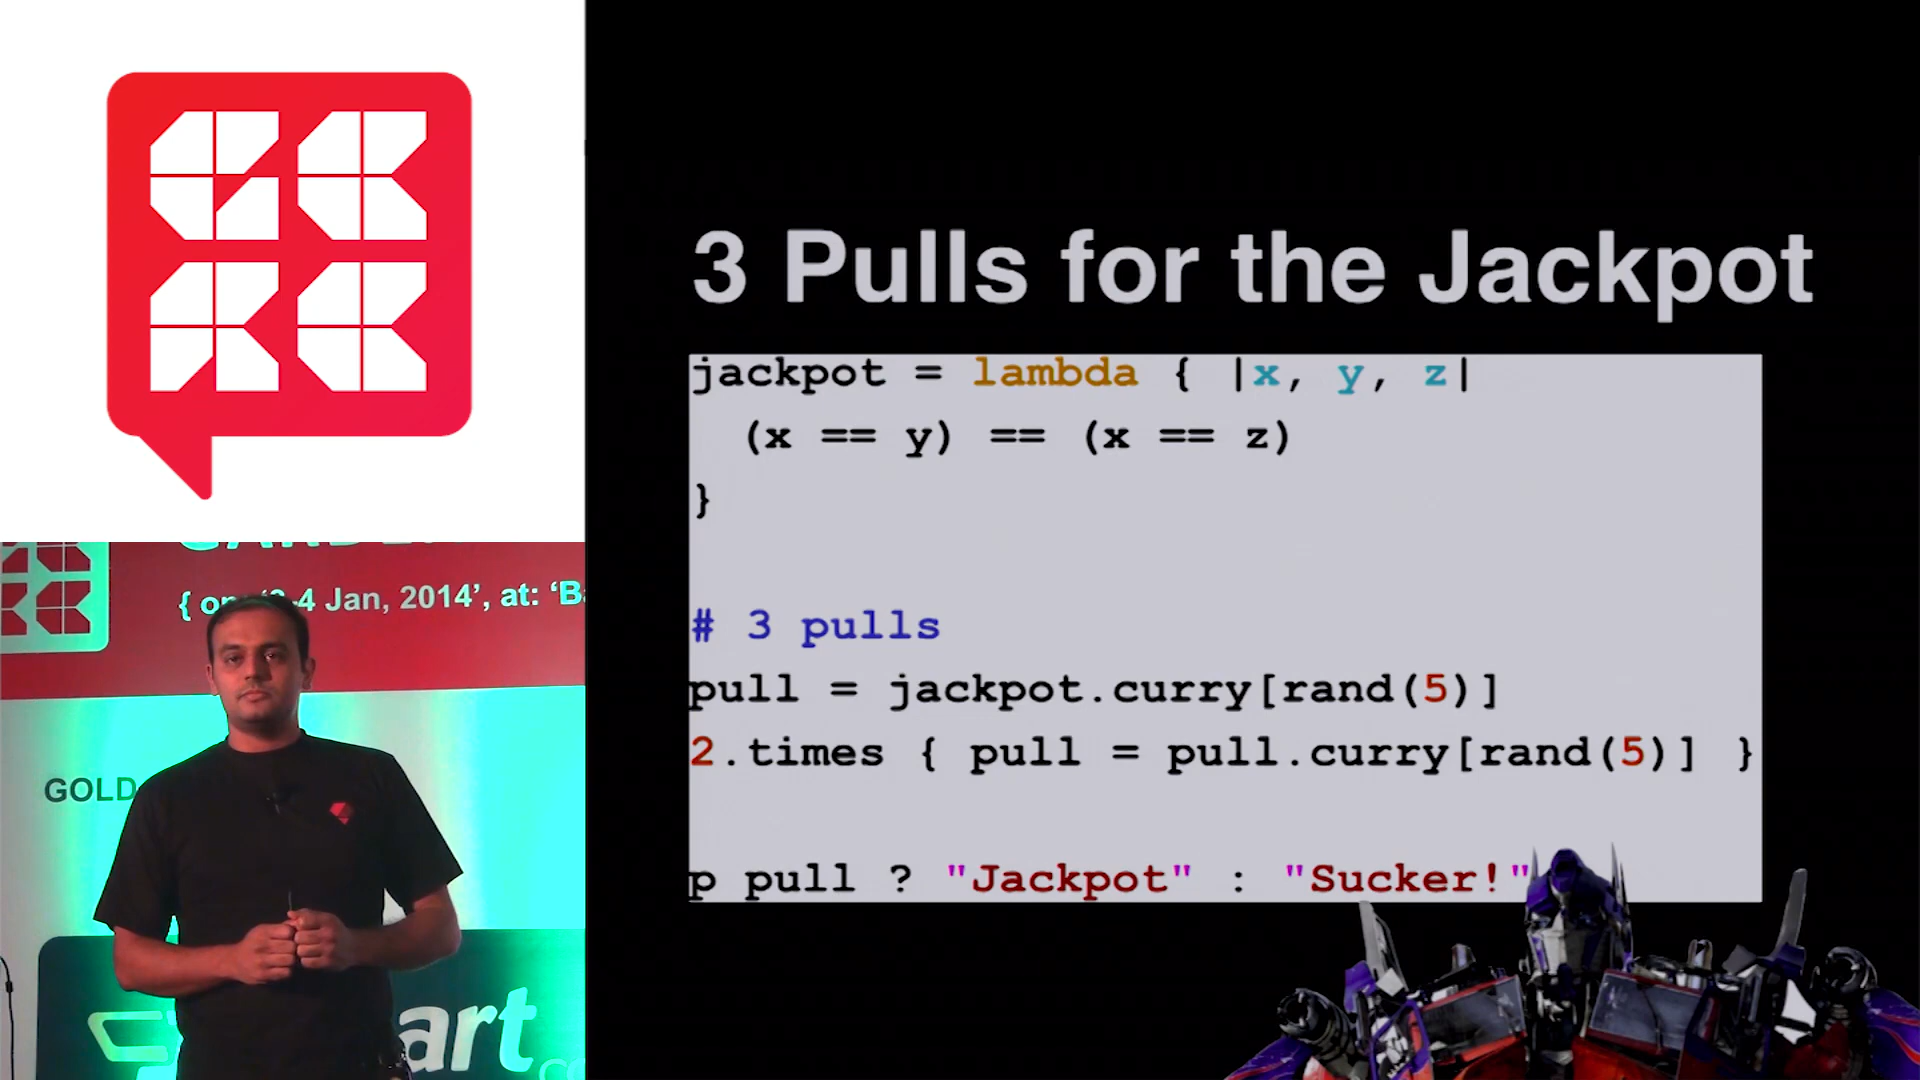 3 Pulls for the Jackpot
jackpot = lambda { |x, y, z|
  (x == y) == (x == z)
}
# 3 pulls
pull = jackpot.curry[rand(5)]
2.times { pull = pull.curry[rand(5)] }
p pull ? "Jackpot" : "Sucker!"
4 Jan, 2014’, at: ‘B
GOLD
art